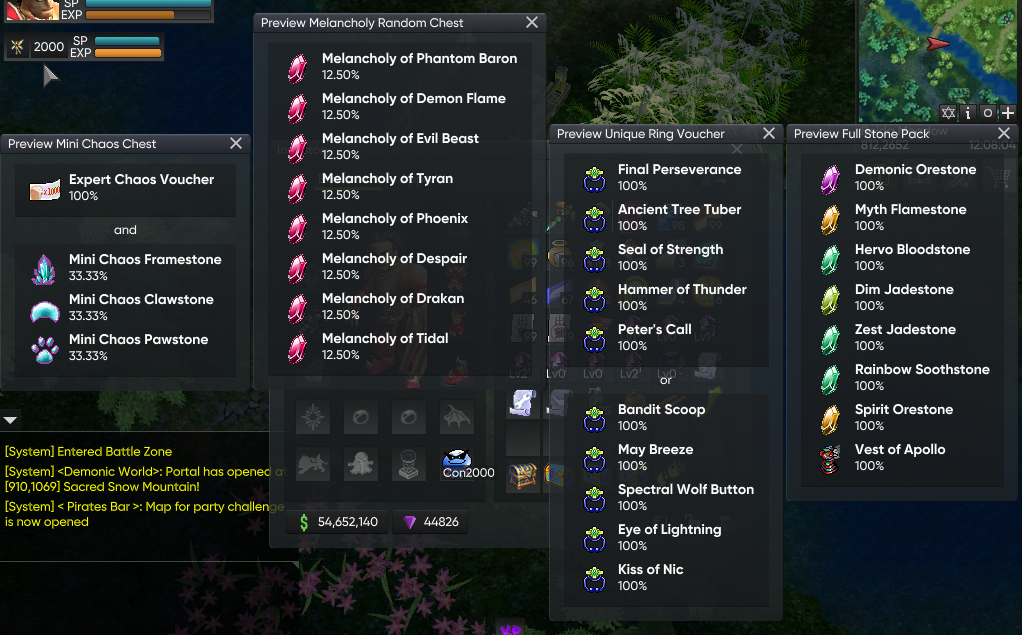 SP
EXP
2000
SP
EXP
Preview Melancholy Random Chest
Melancholy of Phantom Baron
12.50%
Melancholy of Demon Flame
12.50%
Melancholy of Evil Beast
12.50%
Melancholy of Tyran
12.50%
Melancholy of Phoenix
12.50%
Melancholy of Despair
12.50%
Melancholy of Drakan
12.50%
Melancholy of Tidal
12.50%
Preview Mini Chaos Chest
Expert Chaos Voucher
100%
and
Mini Chaos Framestone
33.33%
Mini Chaos Clawstone
33.33%
Mini Chaos Pawstone
33.33%
Preview Unique Ring Voucher
Final Perseverance
100%
Ancient Tree Tuber
100%
Seal of Strength
100%
Hammer of Thunder
100%
Peter's Call
100%
or
Bandit Scoop
100%
May Breeze
100%
Spectral Wolf Button
100%
Eye of Lightning
100%
Kiss of Nic
100%
Preview Full Stone Pack
812,2652
12:08:04
Demonic Orestone
100%
Myth Flamestone
100%
Hervo Bloodstone
100%
Dim Jadestone
100%
Zest Jadestone
100%
Rainbow Soothstone
100%
Spirit Orestone
100%
Vest of Apollo
100%
[System] Entered Battle Zone
[System] <Demonic World>: Portal has opened at
[910,1069] Sacred Snow Mountain!
[System] < Pirates Bar >: Map for party challenge
is now opened
Con2000
54,652,140
44826
VIP